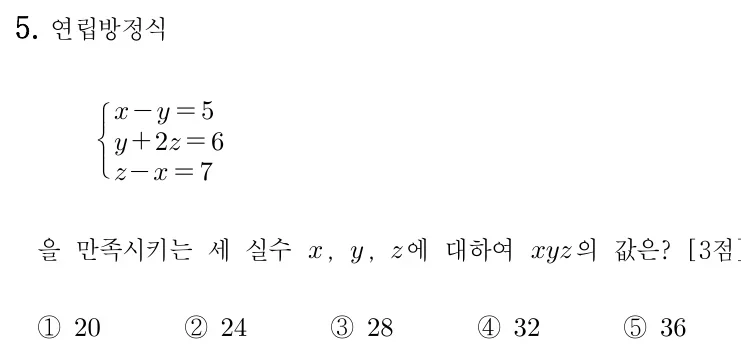 5. 연립방정식
x-y=5
y+2z=6
z-x=7
을 만족시키는 세 실수 x, y, z에 대하여 xyz의 값은? [3점]
① 20 ② 24 ③ 28 ④ 32 ⑤ 36